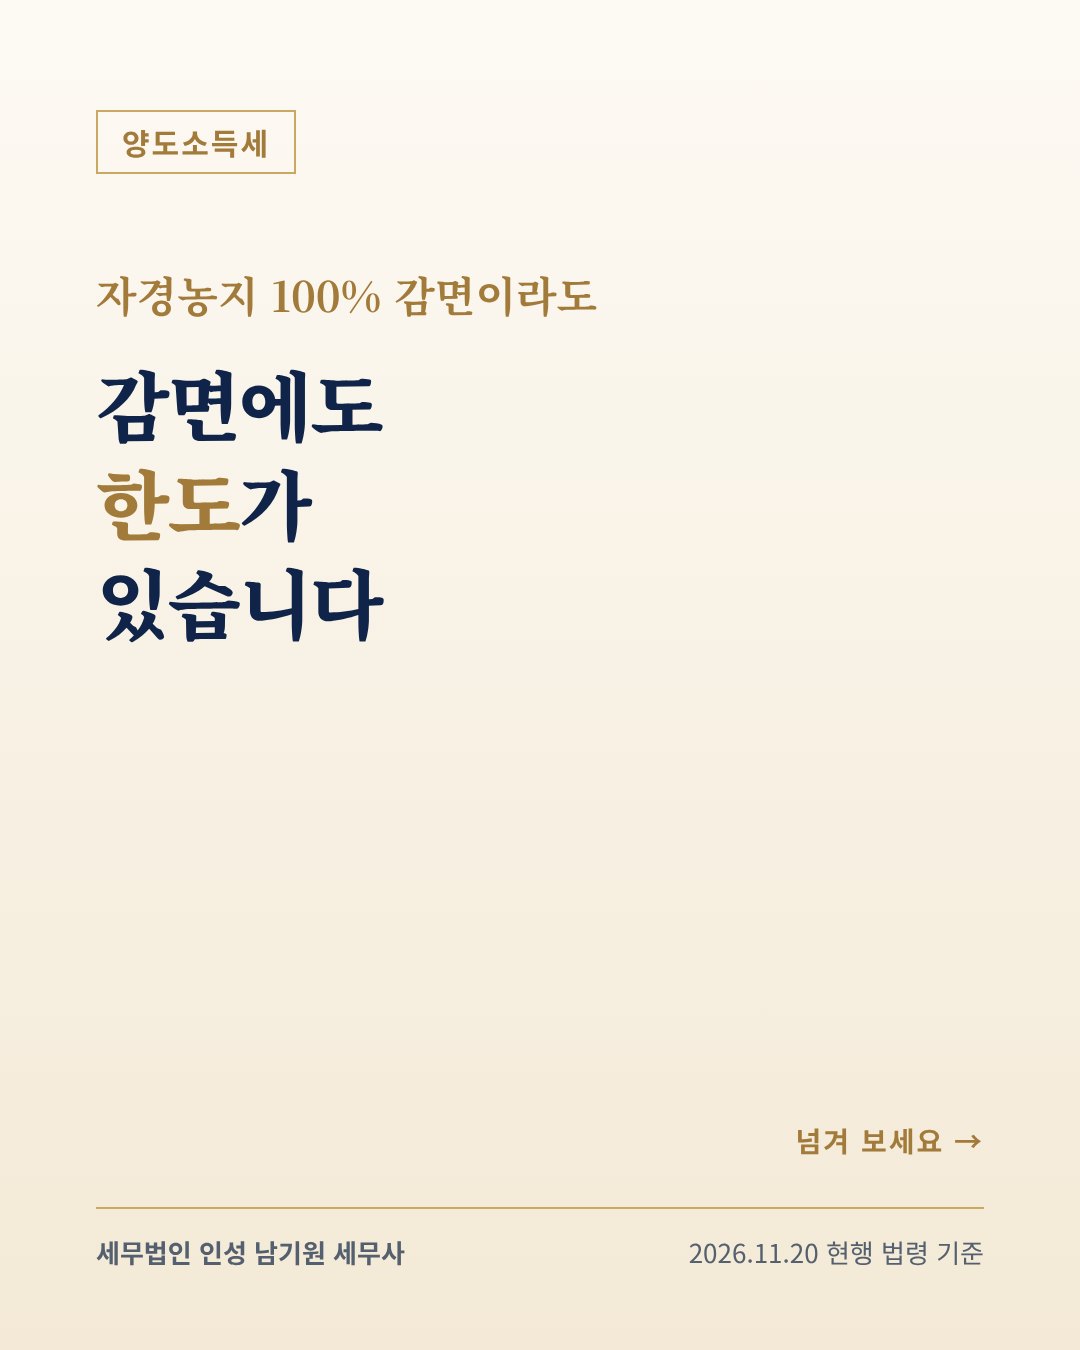 양도소득세
자경농지 100% 감면이라도
감면에도
한도가
있습니다
넘겨 보세요 →
세무법인 인성 남기원 세무사
2026.11.20 현행 법령 기준